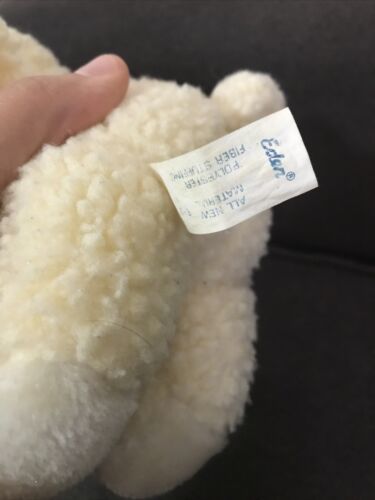 Eden®
ALL NEW
MATERIAL
POLYESTER
FIBER STUFFING